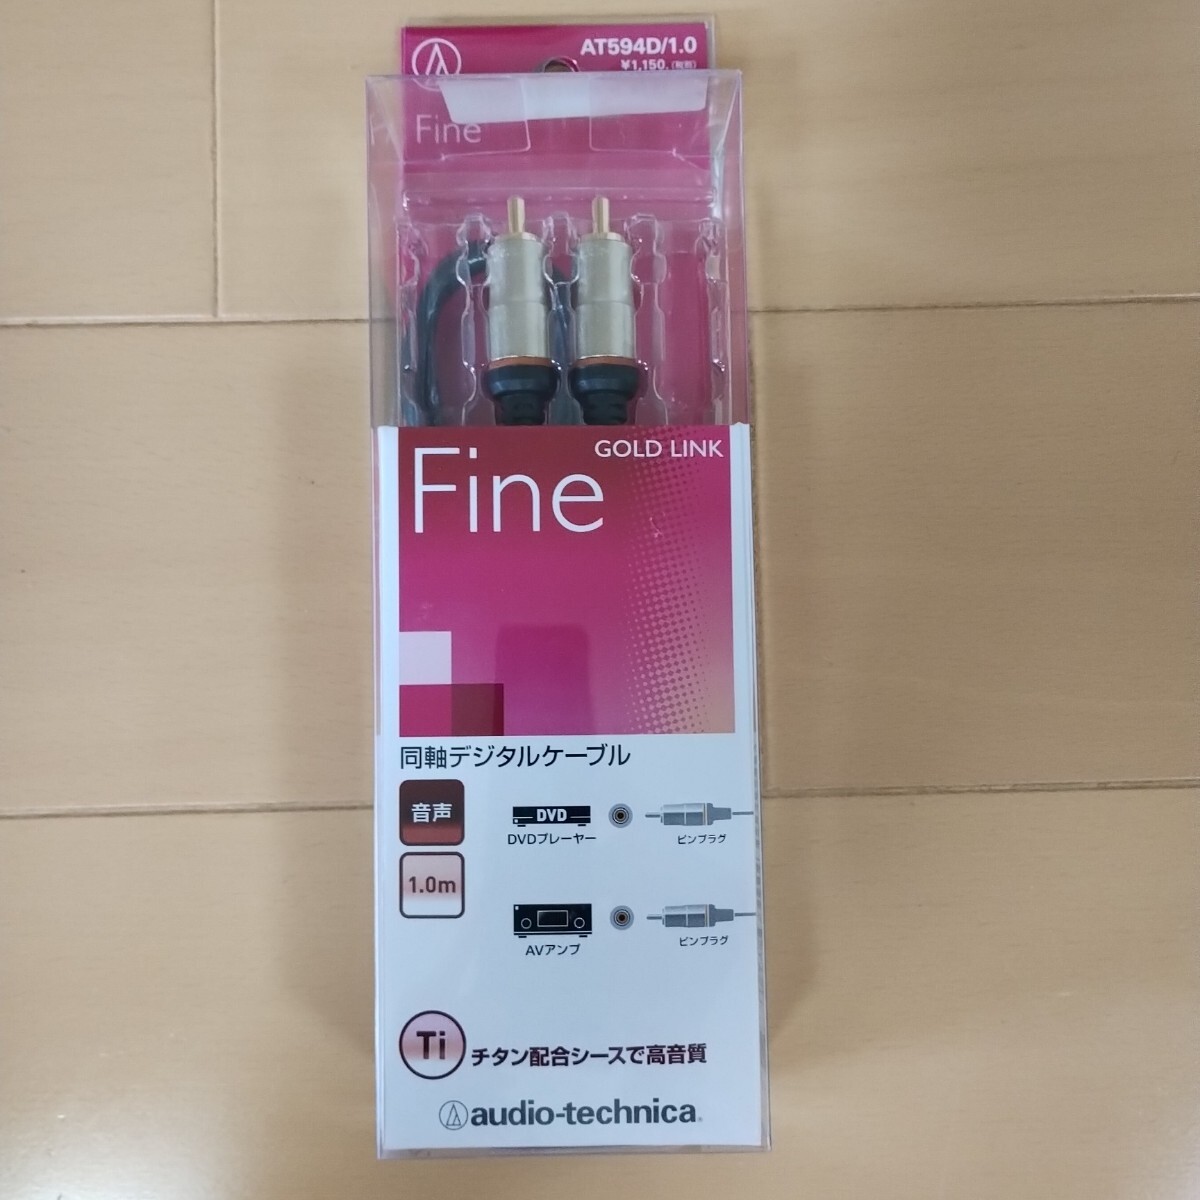 AT594D/1.0
¥1,150.(税別)
Fine
GOLD LINK
Fine
同軸デジタルケーブル
音声
DVD
DVDプレーヤー
ピンプラグ
1.0m
AVアンプ
ピンプラグ
Ti
チタン配合シースで高音質
audio-technica®